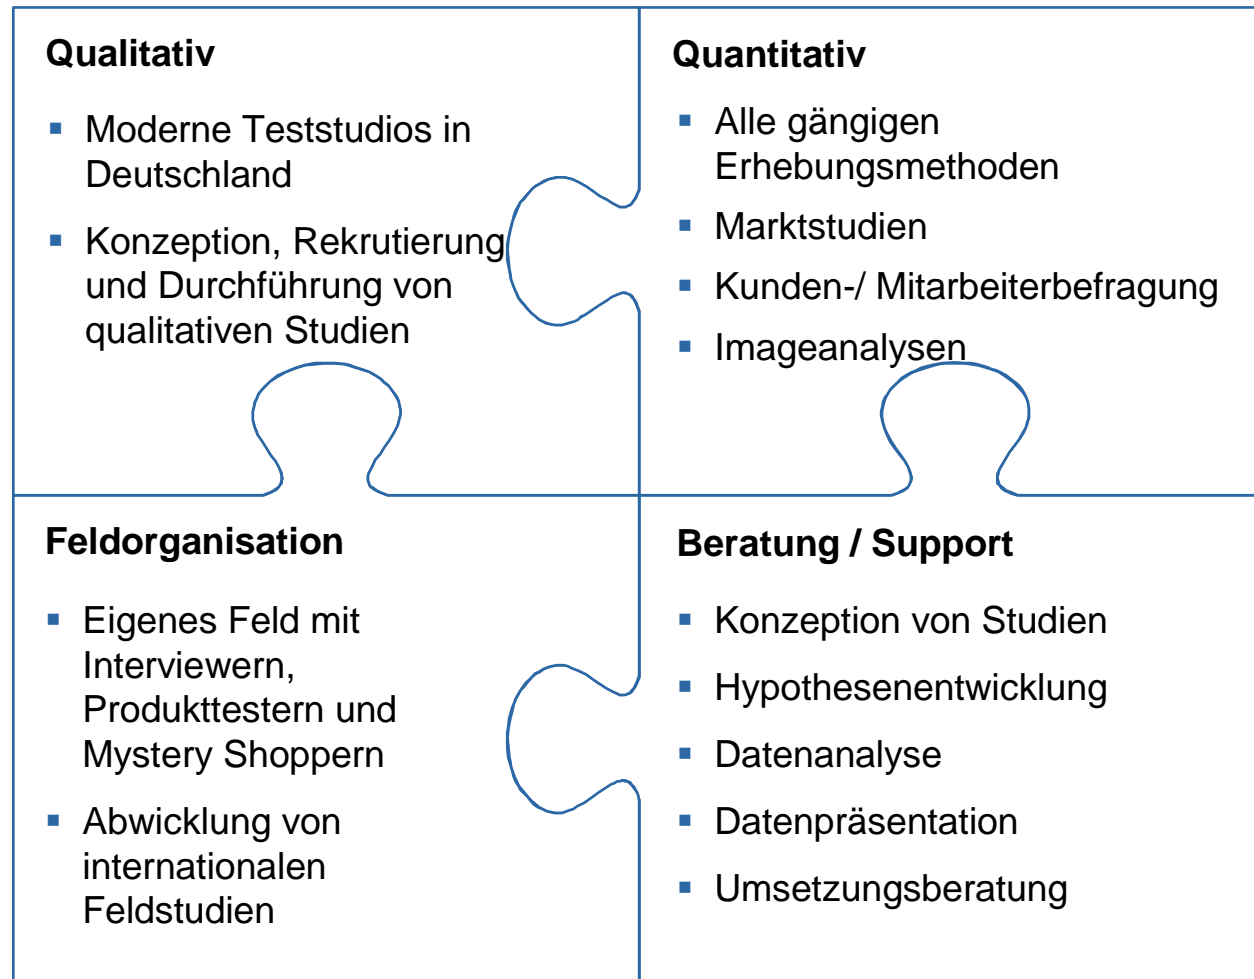 Qualitativ
Moderne Teststudios in
Deutschland
Konzeption, Rekrutierung
und Durchführung von
qualitativen Studien
Quantitativ
Alle gängigen
Erhebungsmethoden
Marktstudien
Kunden-/ Mitarbeiterbefragung
Imageanalysen
Feldorganisation
Eigenes Feld mit
Interviewern,
Produkttestern und
Mystery Shoppern
Abwicklung von
internationalen
Feldstudien
Beratung / Support
Konzeption von Studien
Hypothesenentwicklung
Datenanalyse
Datenpräsentation
Umsetzungsberatung